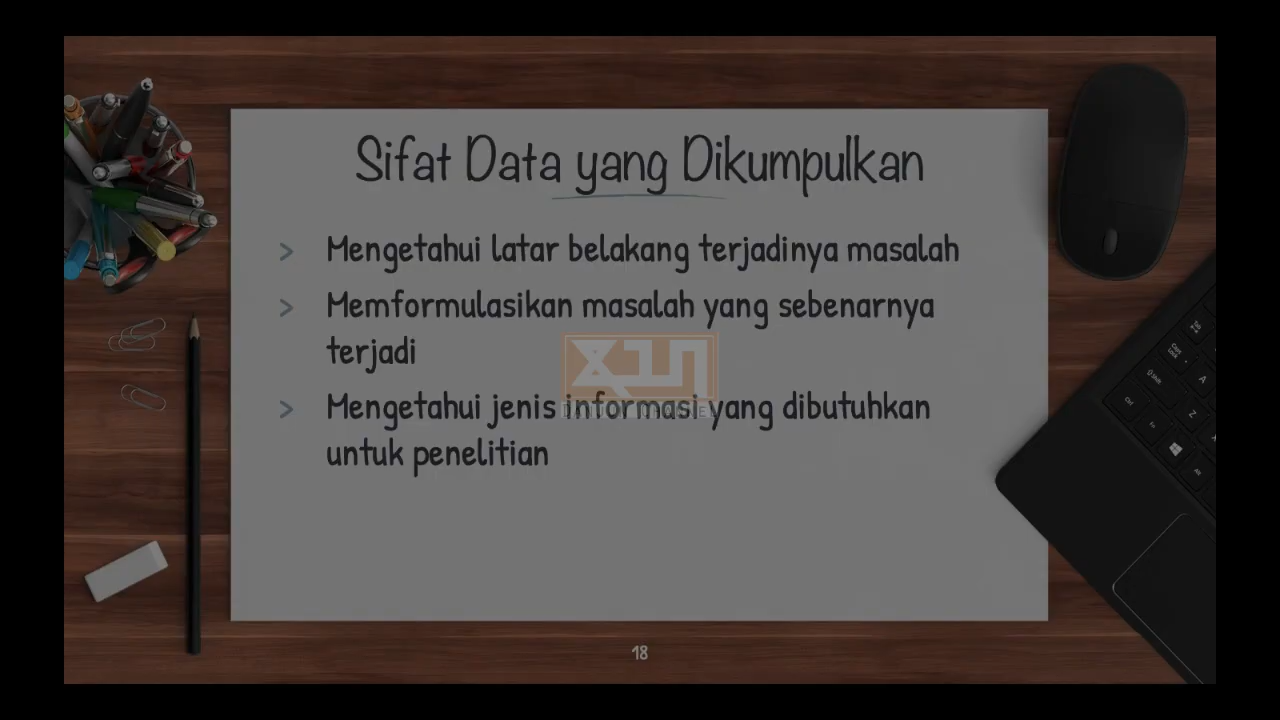 Sifat Data yang Dikumpulkan
> Mengetahui latar belakang terjadinya masalah
> Memformulasikan masalah yang sebenarnya
terjadi
> Mengetahui jenis informasi yang dibutuhkan
untuk penelitian
18